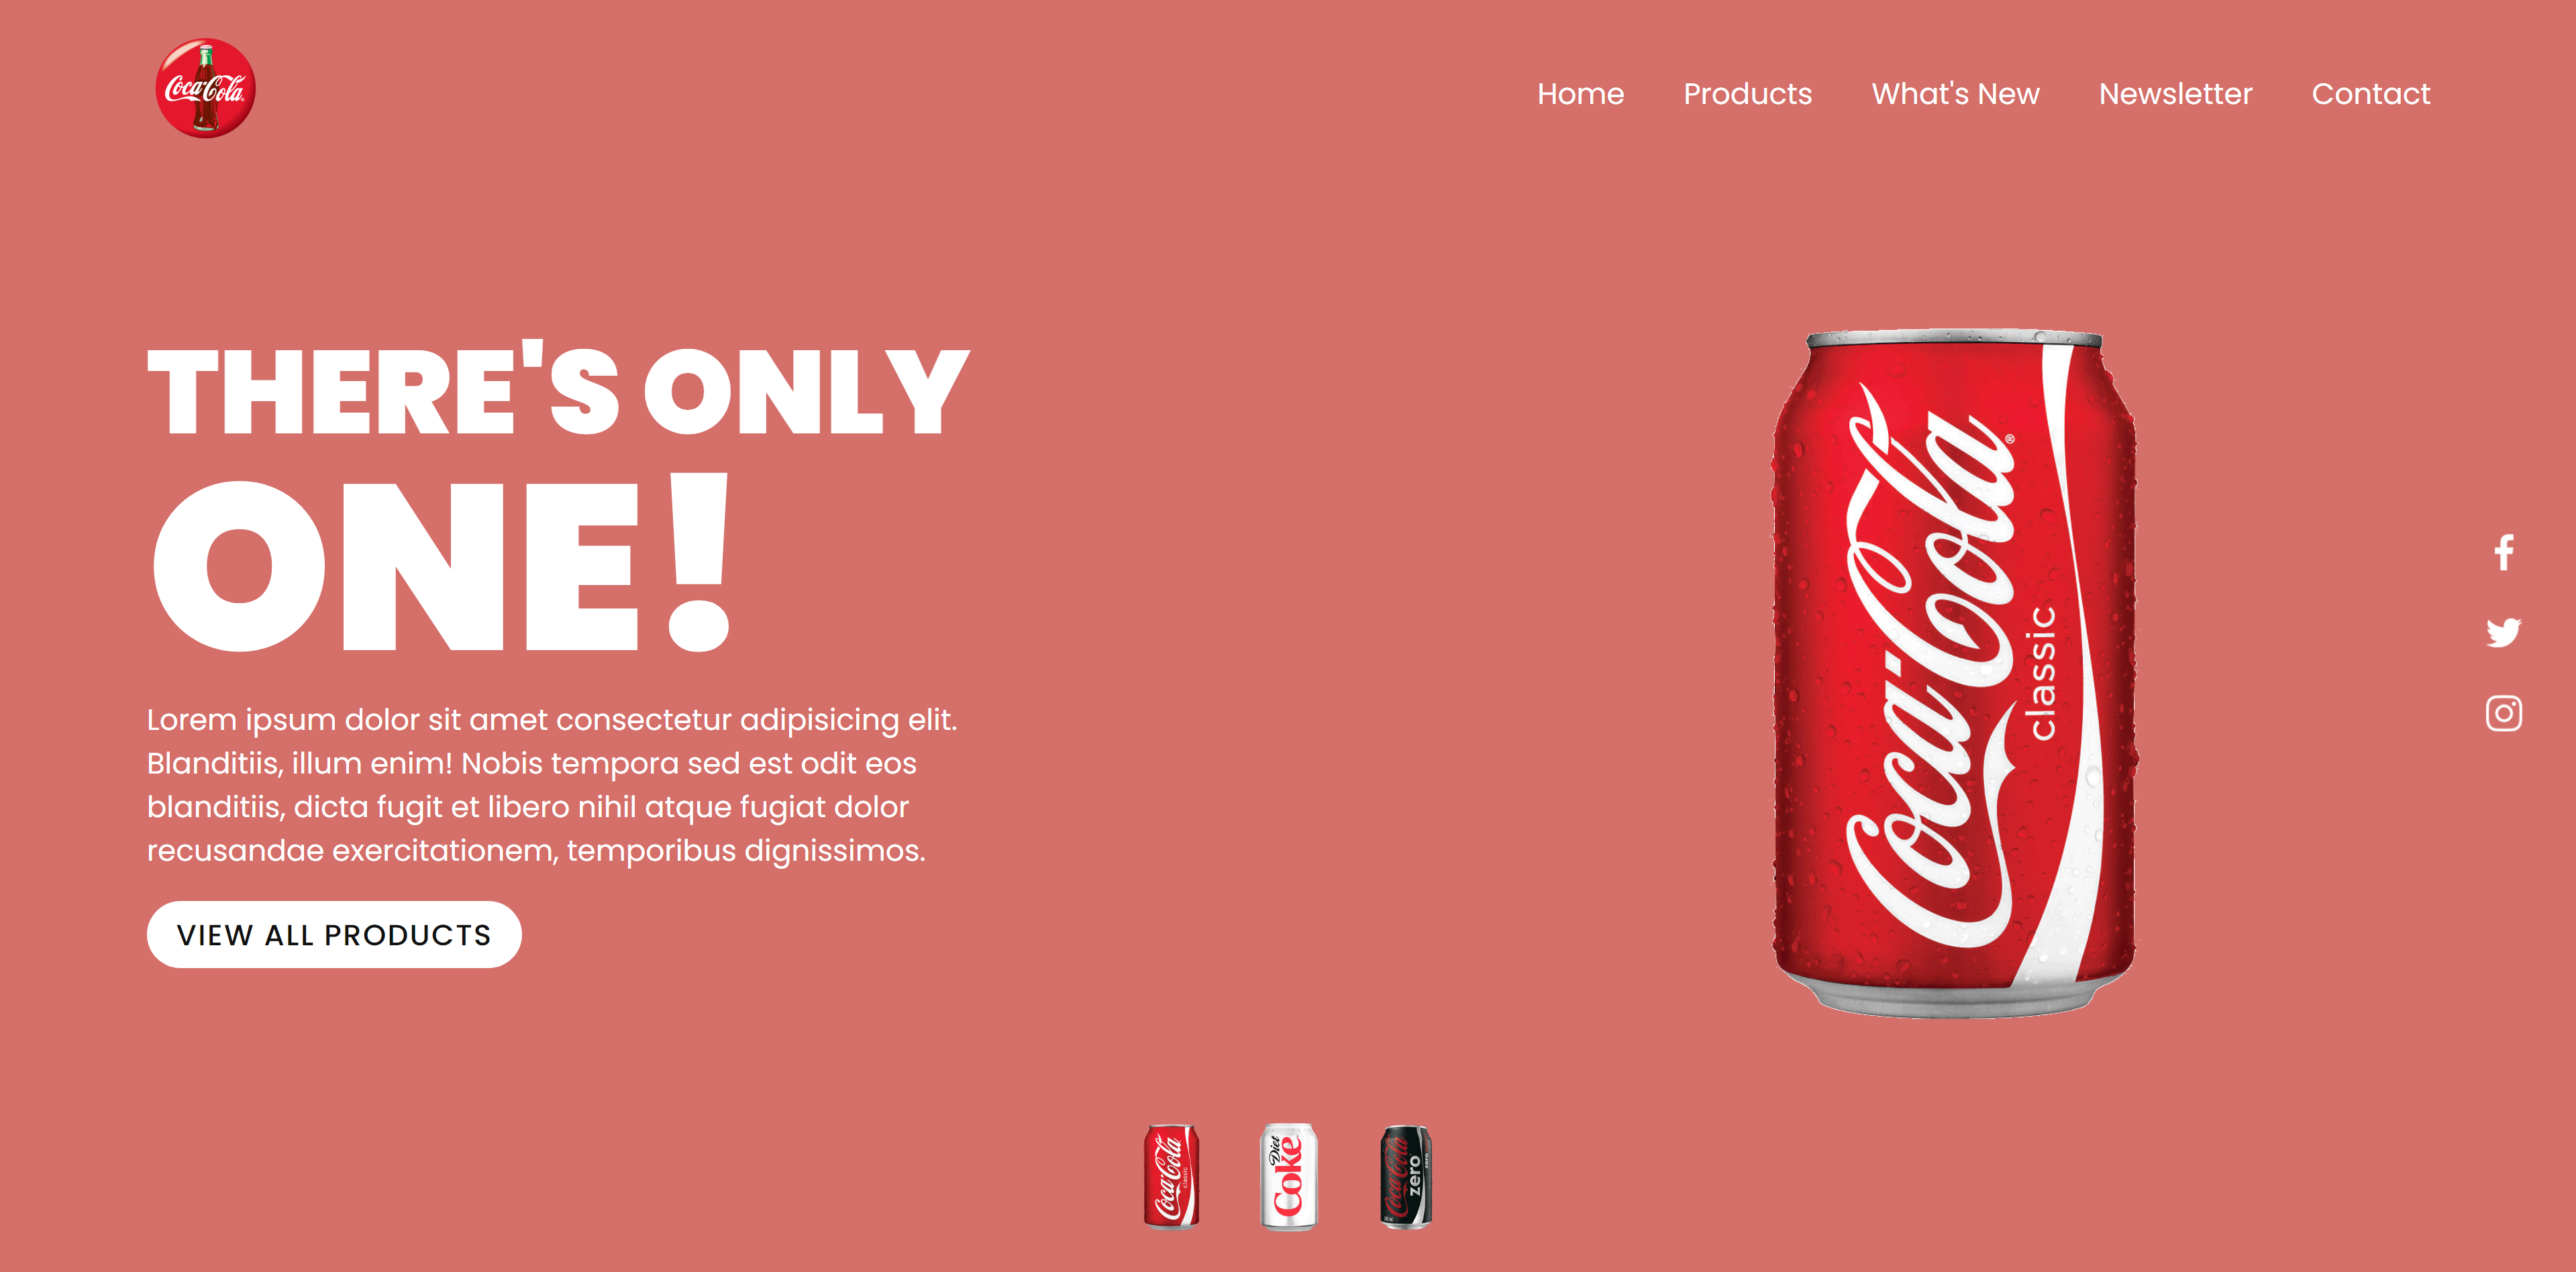 Coca-Cola
Home Products What's New Newsletter Contact
THERE'S ONLY
ONE!
Lorem ipsum dolor sit amet consectetur adipisicing elit.
Blanditiis, illum enim! Nobis tempora sed est odit eos
blanditiis, dicta fugit et libero nihil atque fugiat dolor
recusandae exercitationem, temporibus dignissimos.
VIEW ALL PRODUCTS
Coca-Cola®
classic
Coca-Cola
classic
Diet
Coke
Coca-Cola
zero
zero